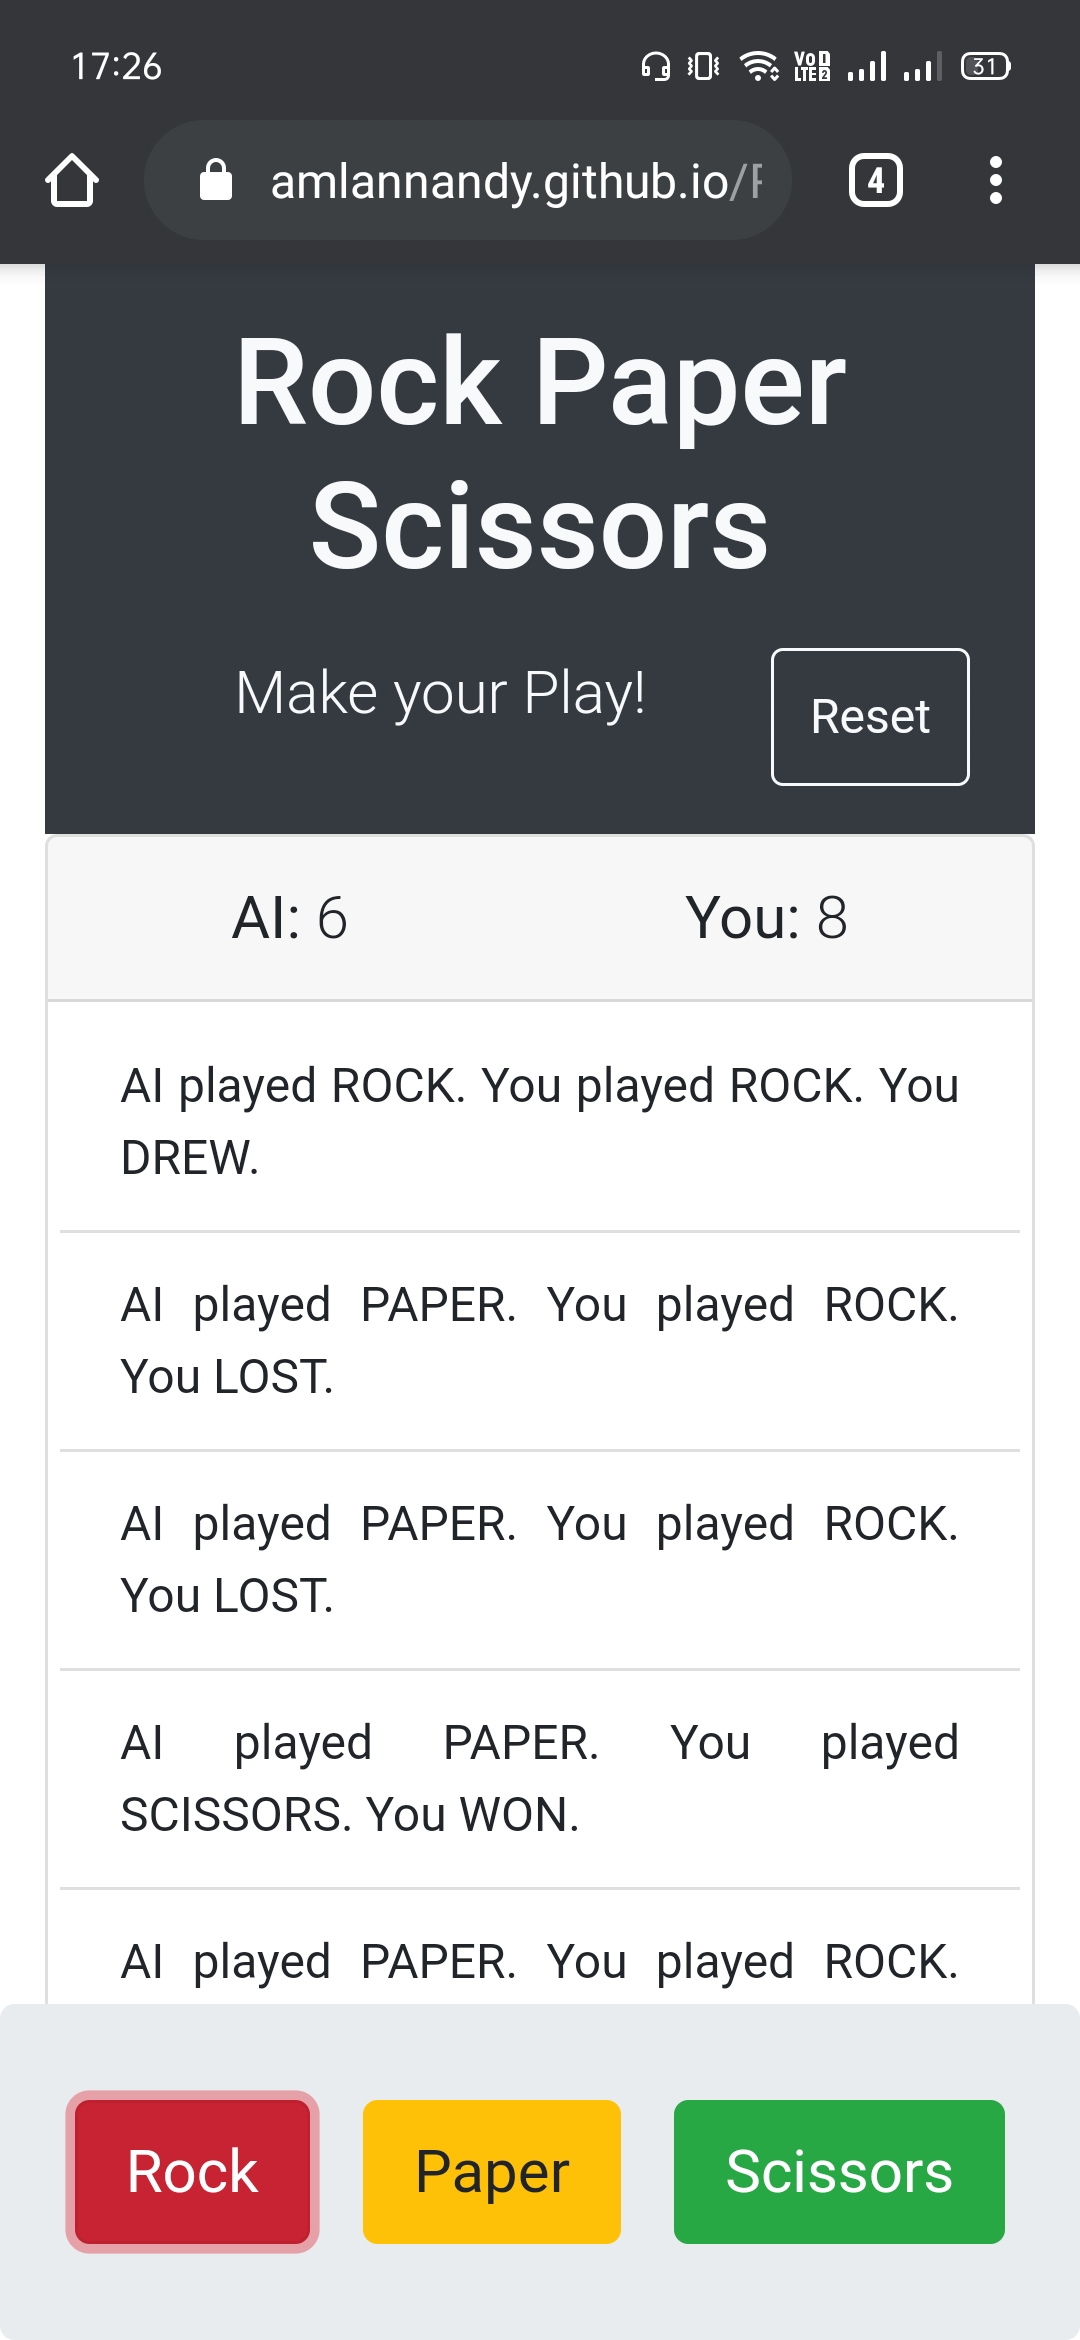 17:26
VoD LTE 2
31
amlannandy.github.io/
4
Rock Paper
Scissors
Make your Play!
Reset
AI: 6
You: 8
AI played ROCK. You played ROCK. You
DREW.
AI played PAPER. You played ROCK.
You LOST.
AI played PAPER. You played ROCK.
You LOST.
AI played PAPER. You played
SCISSORS. You WON.
AI played PAPER. You played ROCK.
Rock
Paper
Scissors